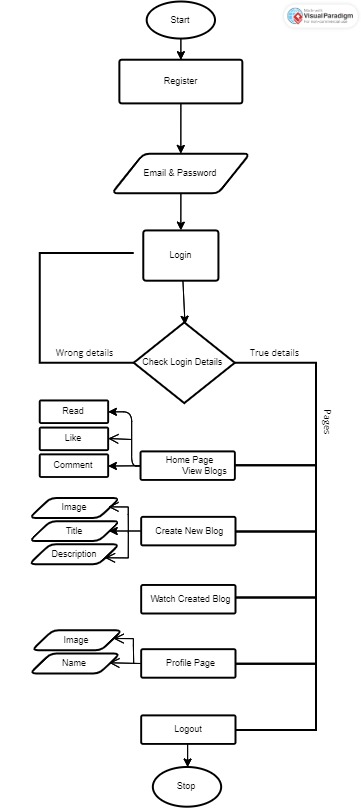 Start
Made with
VisualParadigm
For non-commercial use
Register
Email & Password
Login
Wrong details
Check Login Details
True details
Pages
Read
Like
Comment
Home Page
View Blogs
Image
Title
Description
Create New Blog
Watch Created Blog
Image
Name
Profile Page
Logout
Stop